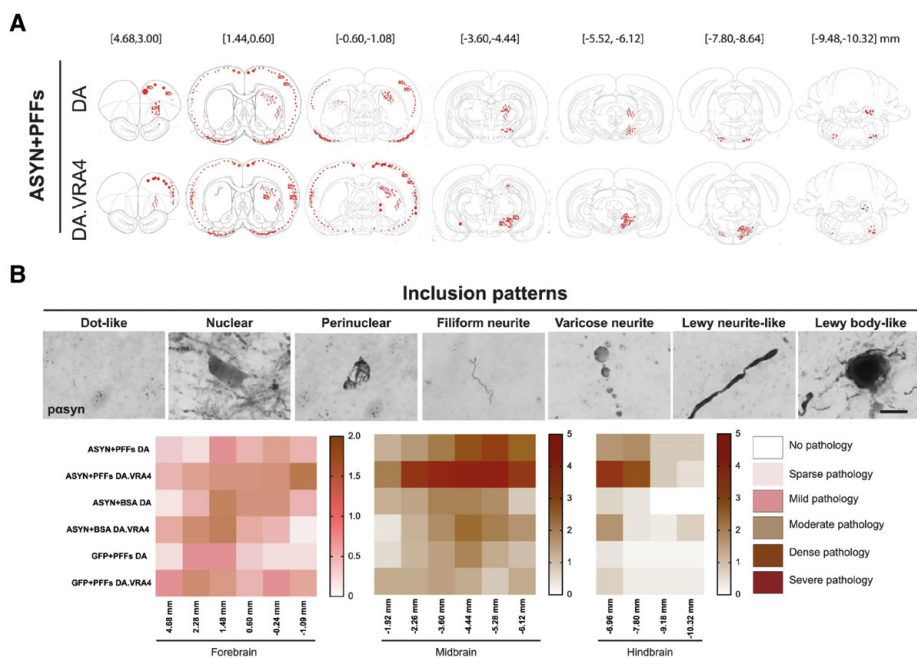 A
[4.68,3.00] [1.44,0.60] [-0.60,-1.08] [-3.60,-4.44] [-5.52, -6.12] [-7.80,-8.64] [-9.48,-10.32] mm
ASYN+PFFs
DA
DA.VRA4
B
Inclusion patterns
Dot-like Nuclear Perinuclear Filiform neurite Varicose neurite Lewy neurite-like Lewy body-like
pαsyn
ASYN+PFFs DA
ASYN+PFFs DA.VRA4
ASYN+BSA DA
ASYN+BSA DA.VRA4
GFP+PFFs DA
GFP+PFFs DA.VRA4
2.0
1.5
1.0
0.5
0.0
5
4
3
2
1
0
5
4
3
2
1
0
No pathology
Sparse pathology
Mild pathology
Moderate pathology
Dense pathology
Severe pathology
4.68 mm
2.28 mm
1.48 mm
0.60 mm
-0.24 mm
-1.09 mm
-1.92 mm
-2.26 mm
-3.60 mm
-4.44 mm
-5.28 mm
-6.12 mm
-6.96 mm
-7.80 mm
-9.18 mm
-10.32 mm
Forebrain Midbrain Hindbrain